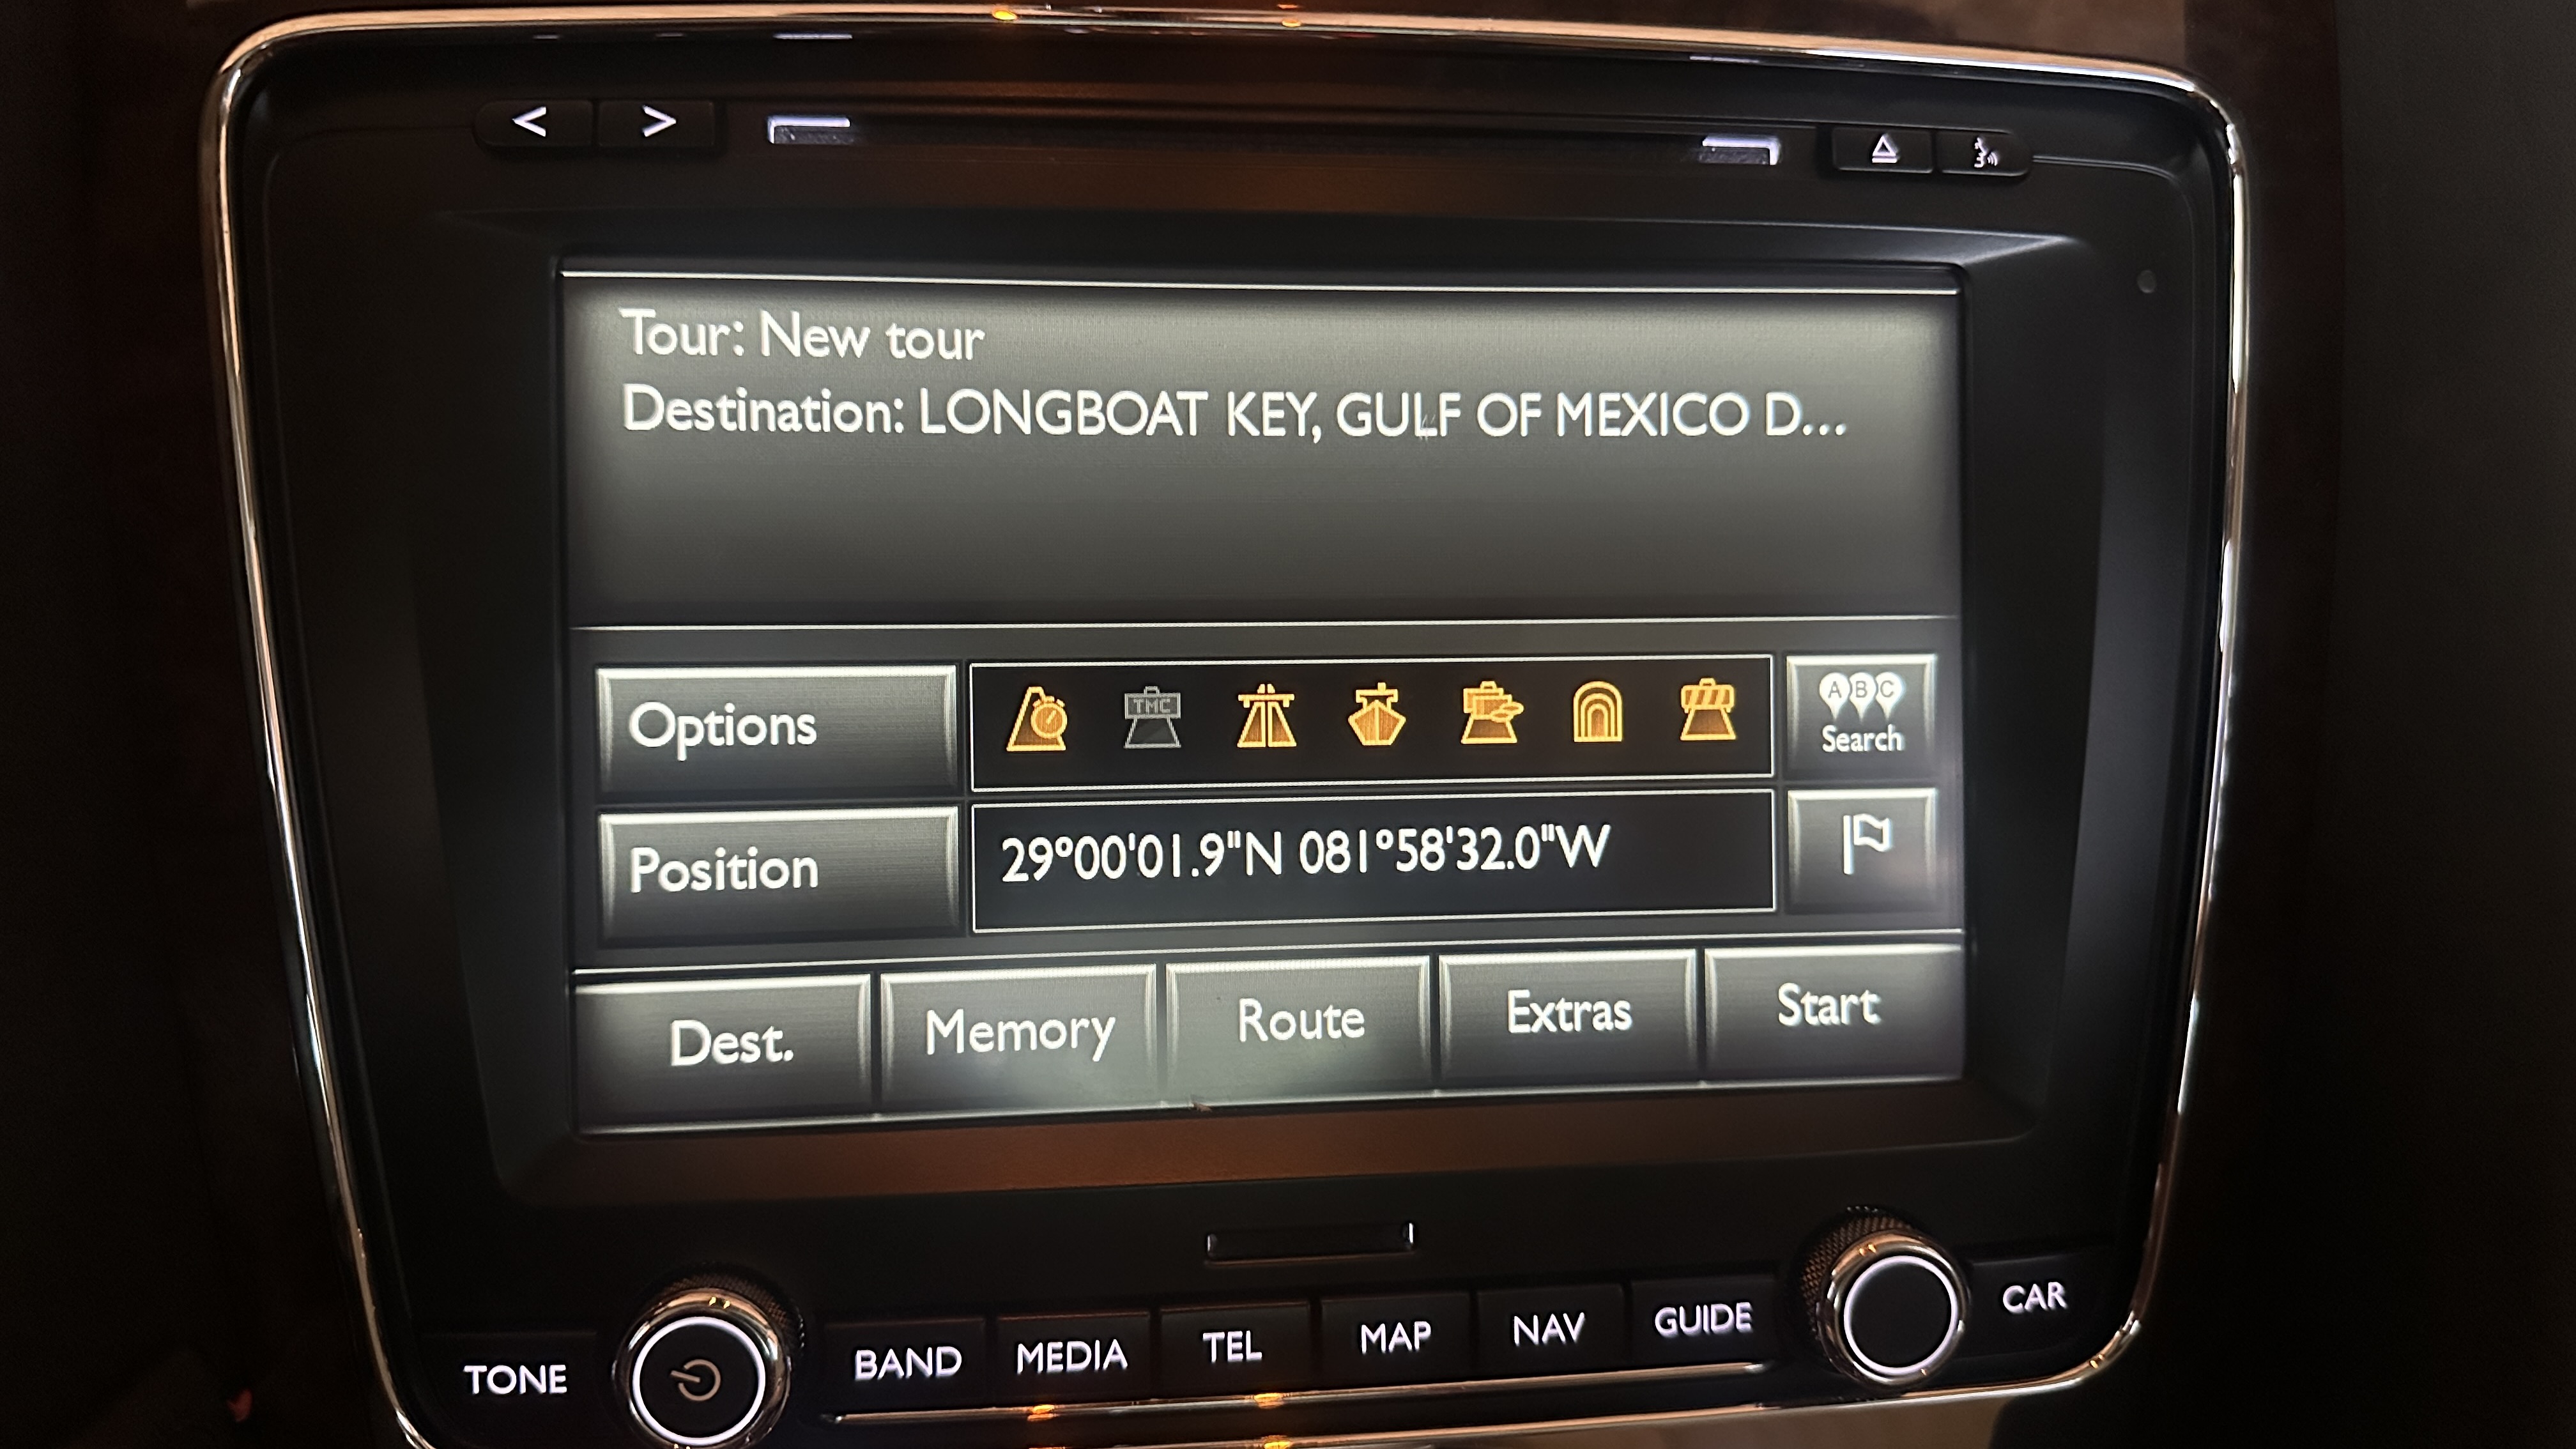 Tour: New tour
Destination: LONGBOAT KEY, GULF OF MEXICO D...
Options
TMC
A B C
Search
Position
29°00'01.9"N 081°58'32.0"W
Dest.
Memory
Route
Extras
Start
TONE
BAND
MEDIA
TEL
MAP
NAV
GUIDE
CAR